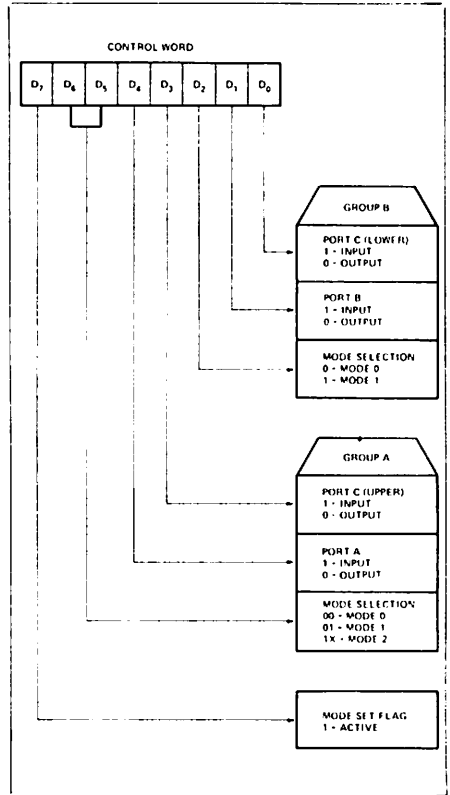 CONTROL WORD
D7 D6 D5 D4 D3 D2 D1 D0
GROUP B
PORT C (LOWER)
1 - INPUT
0 - OUTPUT
PORT B
1 - INPUT
0 - OUTPUT
MODE SELECTION
0 - MODE 0
1 - MODE 1
GROUP A
PORT C (UPPER)
1 - INPUT
0 - OUTPUT
PORT A
1 - INPUT
0 - OUTPUT
MODE SELECTION
00 - MODE 0
01 - MODE 1
1X - MODE 2
MODE SET FLAG
1 - ACTIVE